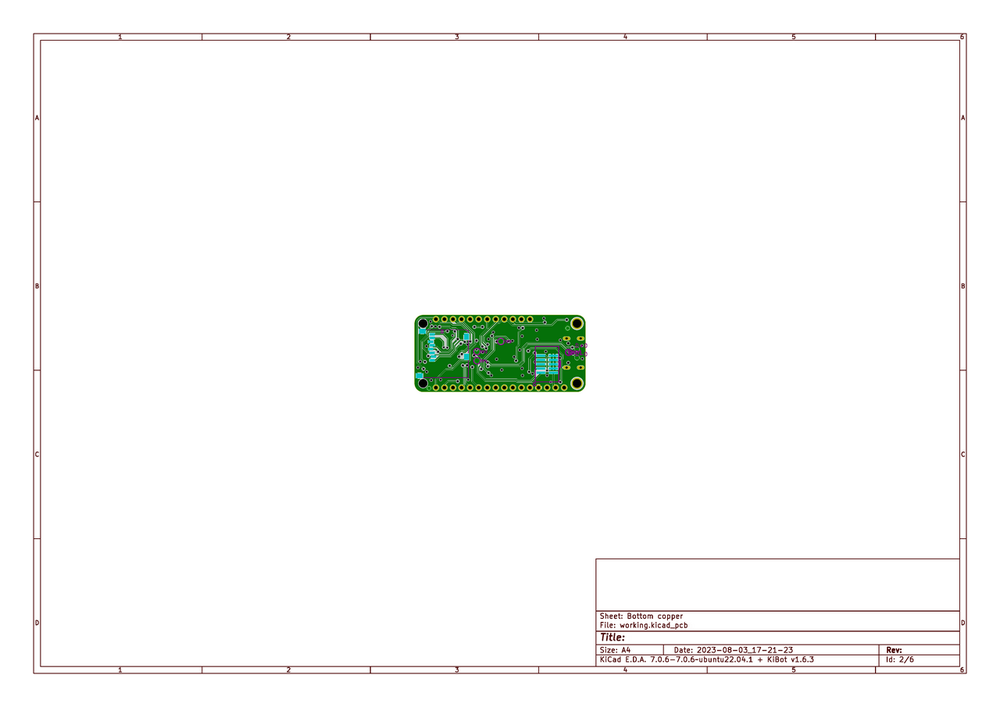 1 2 3 4 5 6
A A
B B
C C
D D
Sheet: Bottom copper
File: working.kicad_pcb
Title:
Size: A4 Date: 2023-08-03_17-21-23 Rev:
KiCad E.D.A. 7.0.6-7.0.6-ubuntu22.04.1 + KiBot v1.6.3 Id: 2/6
1 2 3 4 5 6